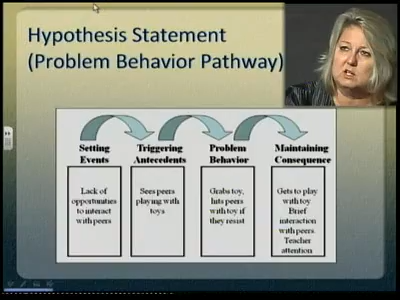 Hypothesis Statement
(Problem Behavior Pathway)
Setting
Events
Triggering
Antecedents
Problem
Behavior
Maintaining
Consequence
Lack of
opportunities
to interact
with peers
Sees peers
playing with
toys
Grabs toy,
hits peers
with toy if
they resist
Gets to play
with toy
Brief
interaction
with peers.
Teacher
attention